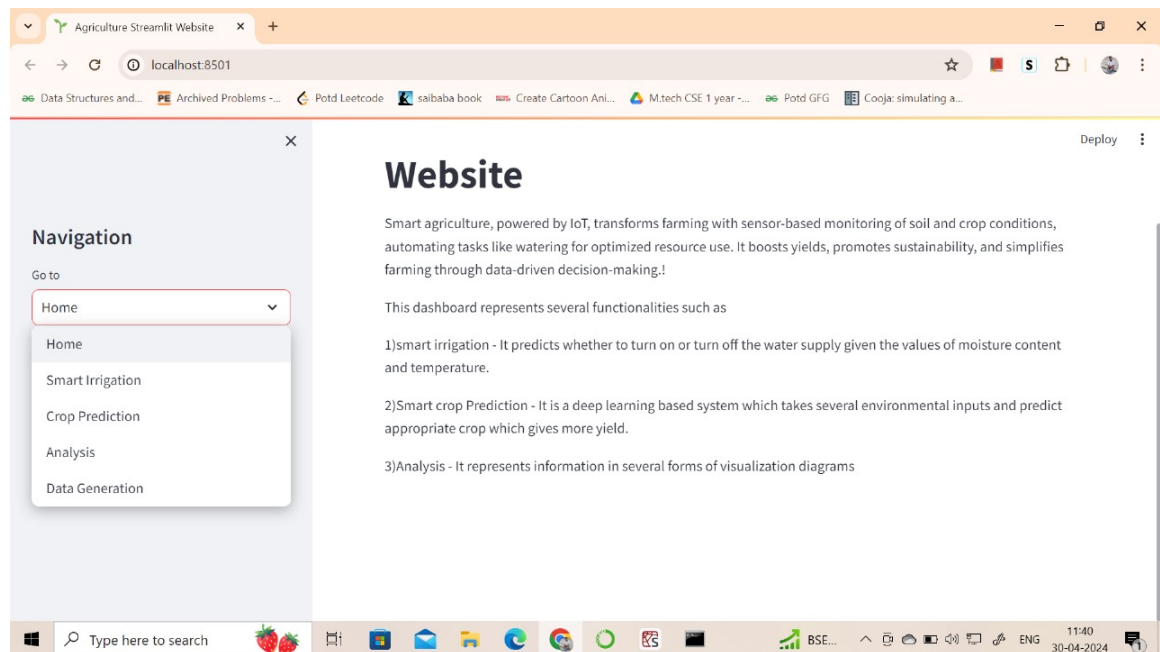 Agriculture Streamlit Website
localhost:8501
Data Structures and...
Archived Problems -...
Potd Leetcode
saibaba book
Create Cartoon Ani...
M.tech CSE 1 year -...
Potd GFG
Cooja: simulating a...
Deploy
Navigation
Go to
Home
Home
Smart Irrigation
Crop Prediction
Analysis
Data Generation
Website
Smart agriculture, powered by IoT, transforms farming with sensor-based monitoring of soil and crop conditions,
automating tasks like watering for optimized resource use. It boosts yields, promotes sustainability, and simplifies
farming through data-driven decision-making.!
This dashboard represents several functionalities such as
1)smart irrigation - It predicts whether to turn on or turn off the water supply given the values of moisture content
and temperature.
2)Smart crop Prediction - It is a deep learning based system which takes several environmental inputs and predict
appropriate crop which gives more yield.
3)Analysis - It represents information in several forms of visualization diagrams
Type here to search
BSE...
ENG
11:40
30-04-2024